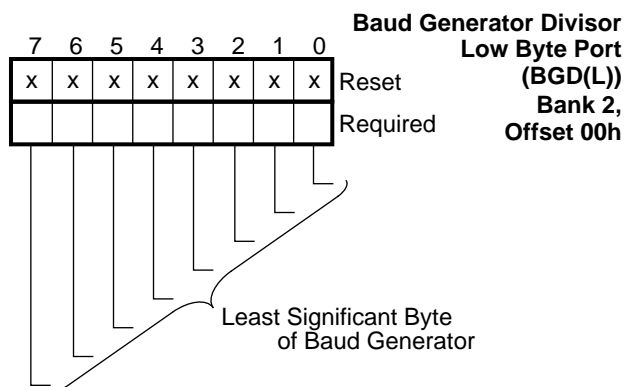 Baud Generator Divisor
Low Byte Port
(BGD(L))
Bank 2,
Offset 00h
7 6 5 4 3 2 1 0
x x x x x x x x Reset
Required
Least Significant Byte
of Baud Generator